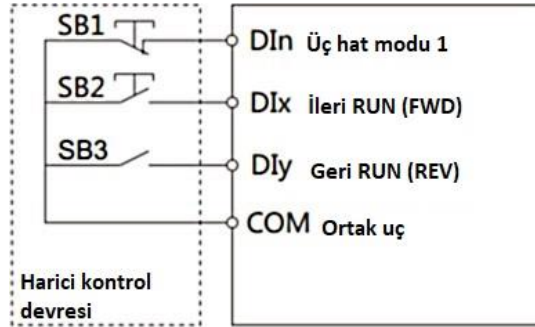 SB1 DIn Üç hat modu 1
SB2 DIx İleri RUN (FWD)
SB3 DIy Geri RUN (REV)
COM Ortak uç
Harici kontrol
devresi